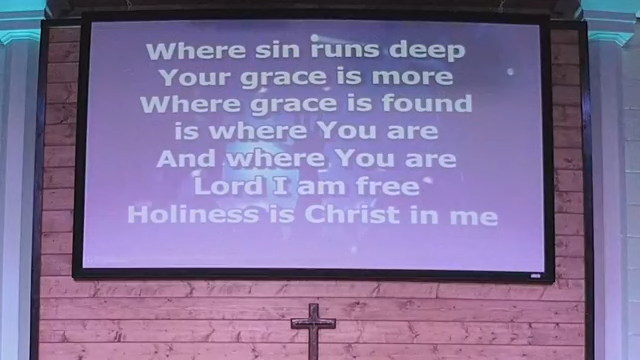 Where sin runs deep
Your grace is more
Where grace is found
is where You are
And where You are
Lord I am free
Holiness is Christ in me